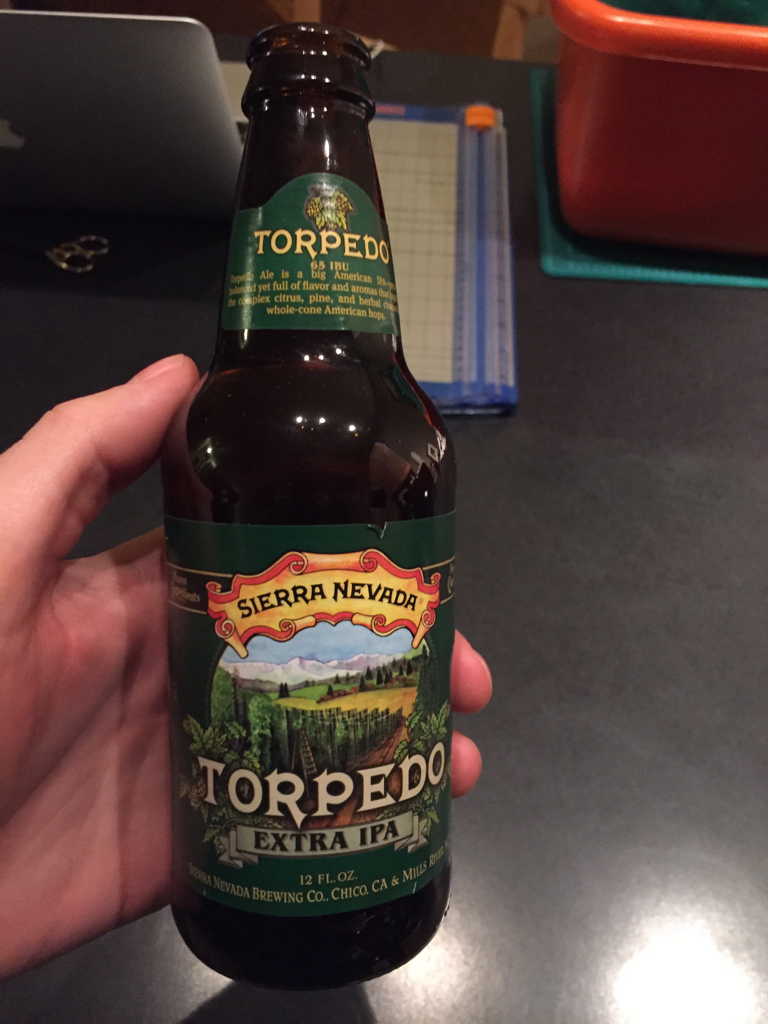 TORPEDO
65 IBU
Torpedo Ale is a big American IPA
balanced yet full of flavor and aromas that
the complex citrus, pine, and herbal
whole-cone American hops.
SIERRA NEVADA
TORPEDO
EXTRA IPA
12 FL. OZ.
SIERRA NEVADA BREWING CO., CHICO, CA & MILLS RIVER